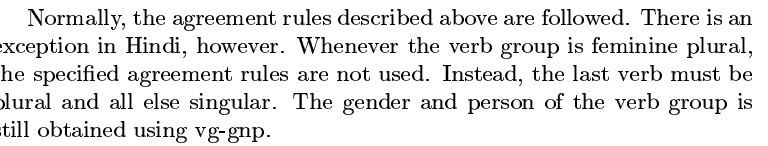 Normally, the agreement rules described above are followed. There is an
exception in Hindi, however. Whenever the verb group is feminine plural,
the specified agreement rules are not used. Instead, the last verb must be
plural and all else singular. The gender and person of the verb group is
still obtained using vg-gnp.